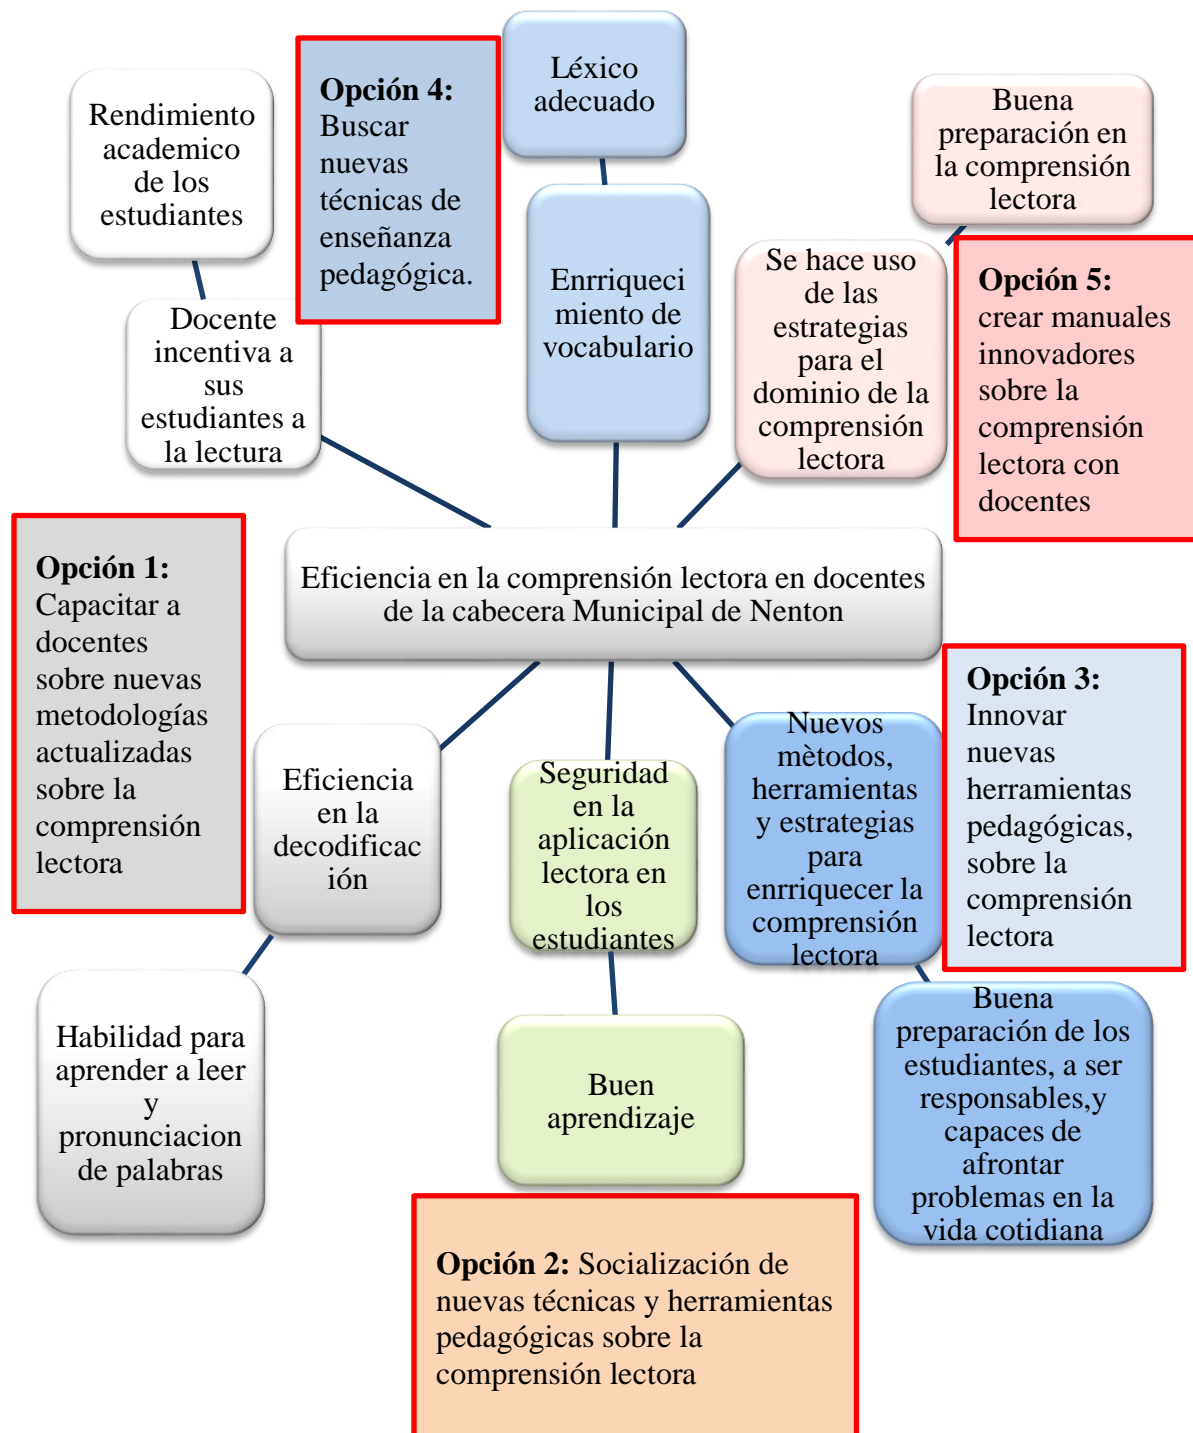 Rendimiento
academico
de los
estudiantes
Opción 4:
Buscar
nuevas
técnicas de
enseñanza
pedagógica.
Léxico
adecuado
Buena
preparación en
la comprensión
lectora
Docente
incentiva a
sus
estudiantes a
la lectura
Enrriqueci
miento de
vocabulario
Se hace uso
de las
estrategias
para el
dominio de la
comprensión
lectora
Opción 5:
crear manuales
innovadores
sobre la
comprensión
lectora con
docentes
Eficiencia en la comprensión lectora en docentes
de la cabecera Municipal de Nenton
Opción 1:
Capacitar a
docentes
sobre nuevas
metodologías
actualizadas
sobre la
comprensión
lectora
Eficiencia
en la
decodificac
ión
Seguridad
en la
aplicación
lectora en
los
estudiantes
Nuevos
mètodos,
herramientas
y estrategias
para
enrriquecer la
comprensión
lectora
Opción 3:
Innovar
nuevas
herramientas
pedagógicas,
sobre la
comprensión
lectora
Habilidad para
aprender a leer
y
pronunciacion
de palabras
Buen
aprendizaje
Buena
preparación de los
estudiantes, a ser
responsables,y
capaces de
afrontar
problemas en la
vida cotidiana
Opción 2: Socialización de
nuevas técnicas y herramientas
pedagógicas sobre la
comprensión lectora